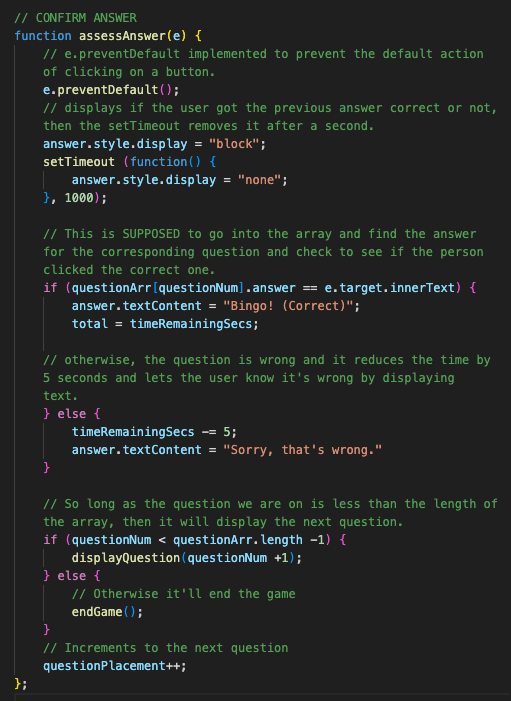 // CONFIRM ANSWER
function assessAnswer(e) {
// e.preventDefault implemented to prevent the default action
of clicking on a button.
e.preventDefault();
// displays if the user got the previous answer correct or not,
then the setTimeout removes it after a second.
answer.style.display = "block";
setTimeout (function() {
answer.style.display = "none";
}, 1000);
// This is SUPPOSED to go into the array and find the answer
for the corresponding question and check to see if the person
clicked the correct one.
if (questionArr[questionNum].answer == e.target.innerText) {
answer.textContent = "Bingo! (Correct)";
total = timeRemainingSecs;
// otherwise, the question is wrong and it reduces the time by
5 seconds and lets the user know it's wrong by displaying
text.
} else {
timeRemainingSecs -= 5;
answer.textContent = "Sorry, that's wrong."
}
// So long as the question we are on is less than the length of
the array, then it will display the next question.
if (questionNum < questionArr.length -1) {
displayQuestion(questionNum +1);
} else {
// Otherwise it'll end the game
endGame();
}
// Increments to the next question
questionPlacement++;
};